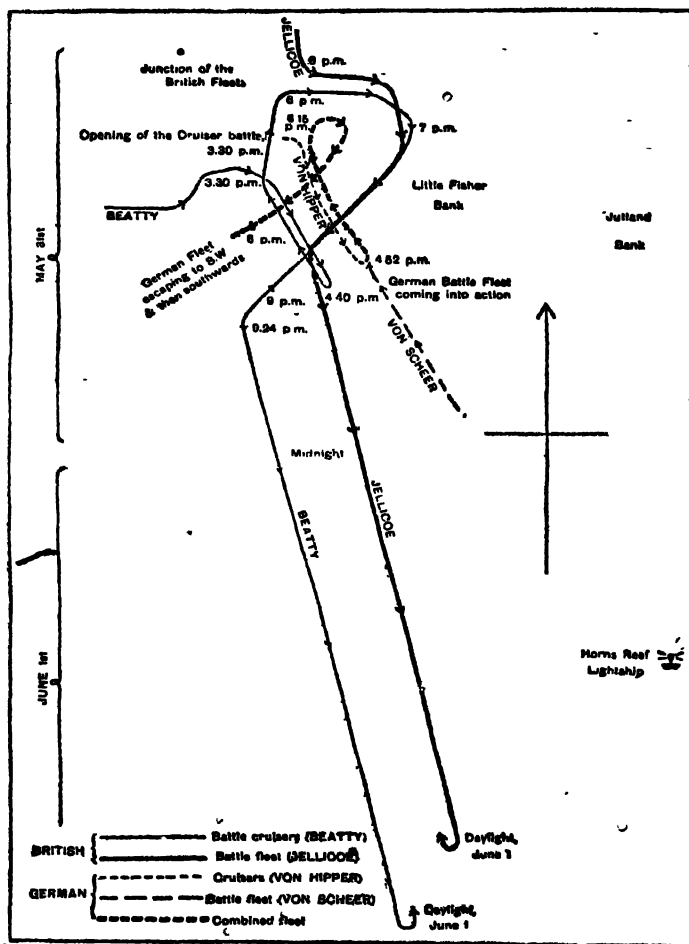 JELLICOE
6 p.m.
Junction of the
British Fleets
6 p.m.
6 15
p m.
7 p.m.
Opening of the Cruiser battle,
3.30 p.m.
3.30 p.m.
VON HIPPER
BEATTY
Little Fisher
Bank
Jutland
Bank
6 p.m.
German Fleet
escaping to S.W
& then southwards
4 52 p.m.
German Battle Fleet
coming into action
9 p.m.
4 40 p.m
9.24 p m.
VON SCHEER
MAY 31st
Midnight
BEATTY
JELLICOE
JUNE 1st
Horns Reef
Lightship
BRITISH
Battle cruisers (BEATTY)
Battle fleet (JELLICOE)
GERMAN
Cruisers (VON HIPPER)
Battle fleet (VON SCHEER)
Combined fleet
Daylight,
June 1
Daylight,
June 1